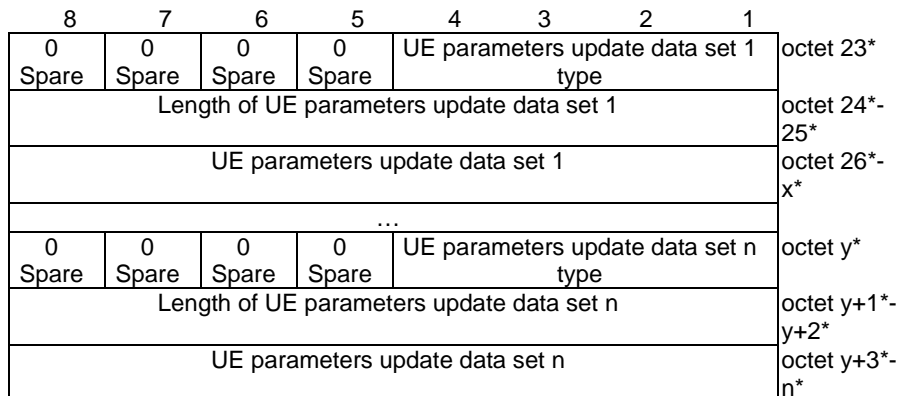 8 7 6 5 4 3 2 1
0 0 0 0 UE parameters update data set 1 octet 23*
Spare Spare Spare Spare type
Length of UE parameters update data set 1 octet 24*-
25*
UE parameters update data set 1 octet 26*-
x*
…
0 0 0 0 UE parameters update data set n octet y*
Spare Spare Spare Spare type
Length of UE parameters update data set n octet y+1*-
y+2*
UE parameters update data set n octet y+3*-
n*